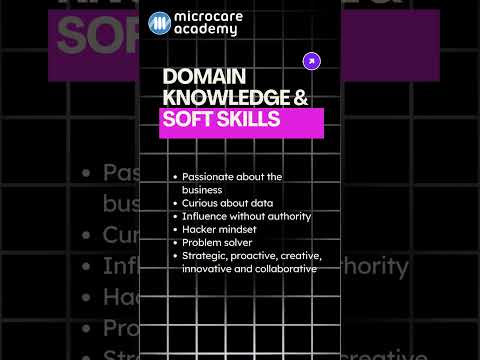 microcare
academy
DOMAIN
KNOWLEDGE &
SOFT SKILLS
• Passionate about the
business
• Curious about data
• Influence without authority
• Hacker mindset
• Problem solver
• Strategic, proactive, creative,
innovative and collaborative